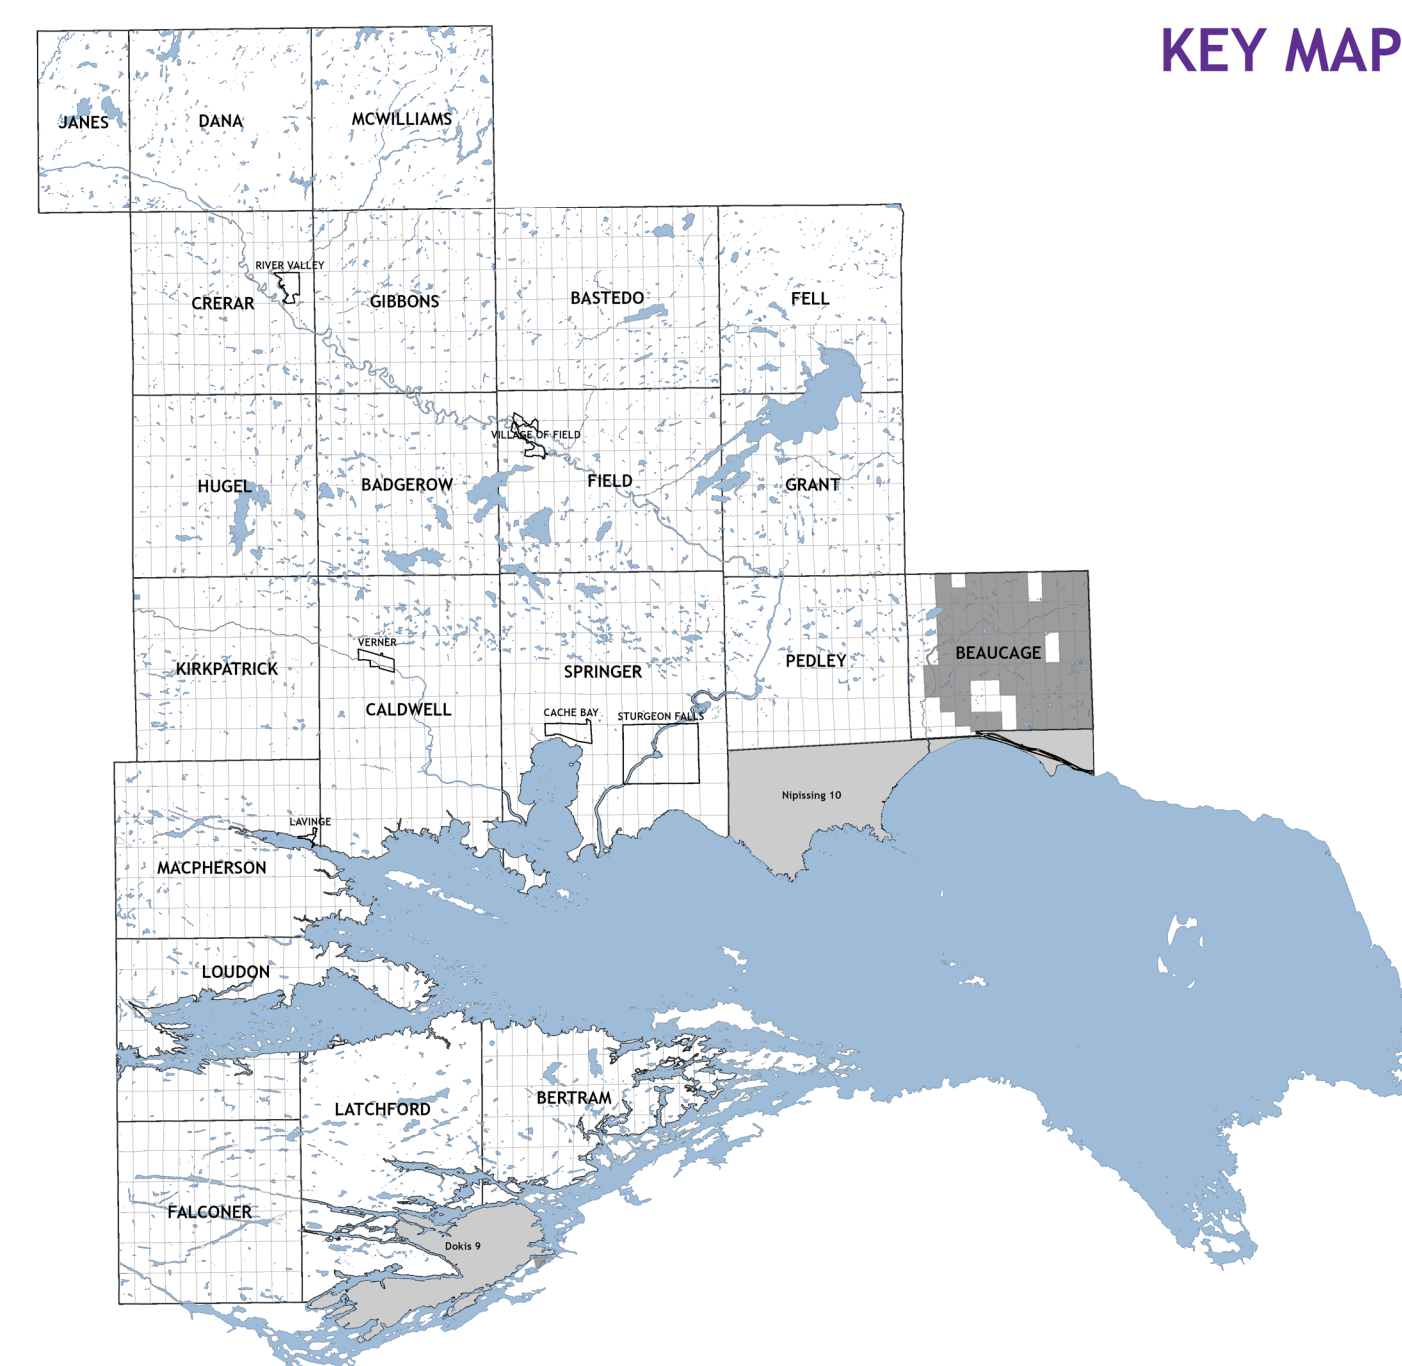 KEY MAP
JANES
DANA
MCWILLIAMS
RIVER VALLEY
CRERAR
GIBBONS
BASTEDO
FELL
VILLAGE OF FIELD
HUGEL
BADGEROW
FIELD
GRANT
VERNER
KIRKPATRICK
SPRINGER
PEDLEY
BEAUCAGE
CALDWELL
CACHE BAY
STURGEON FALLS
Nipissing 10
LAVINGE
MACPHERSON
LOUDON
LATCHFORD
BERTRAM
FALCONER
Dokis 9